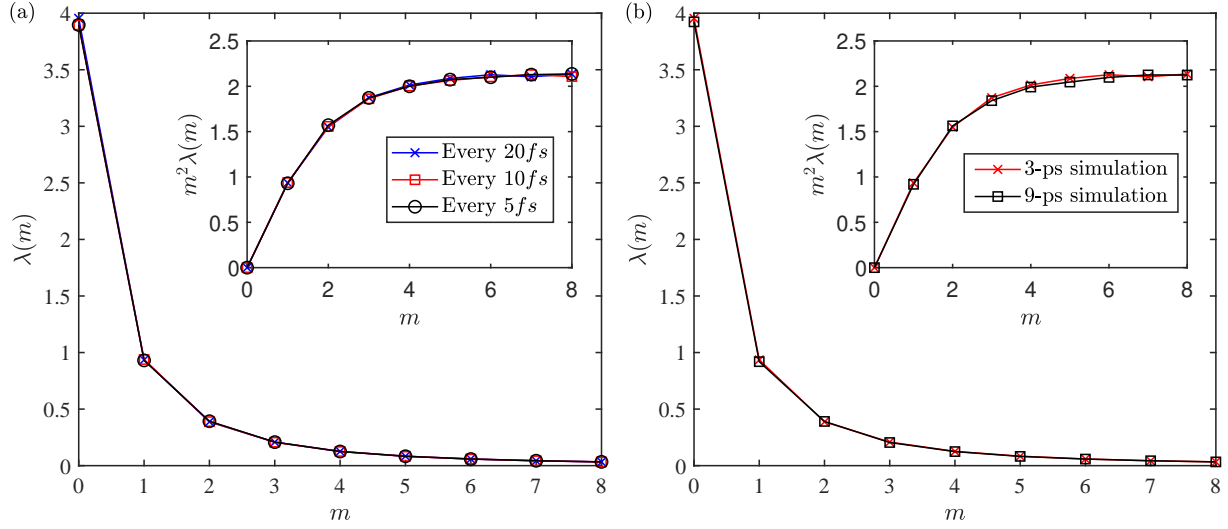 (a)
4
3.5
3
2.5
2
1.5
1
0.5
0
λ(m)
0 1 2 3 4 5 6 7 8
m
2.5
2
1.5
1
0.5
0
m²λ(m)
0 2 4 6 8
m
Every 20fs
Every 10fs
Every 5fs
(b)
4
3.5
3
2.5
2
1.5
1
0.5
0
λ(m)
0 1 2 3 4 5 6 7 8
m
2.5
2
1.5
1
0.5
0
m²λ(m)
0 2 4 6 8
m
3-ps simulation
9-ps simulation